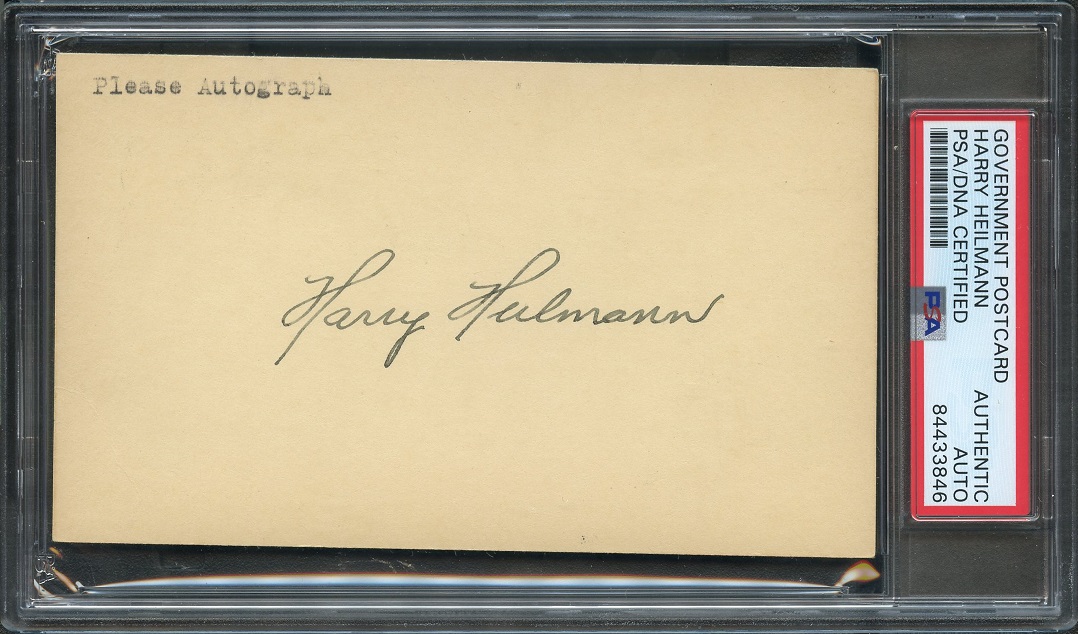 Please Autograph
Harry Heilmann
GOVERNMENT POSTCARD
HARRY HEILMANN AUTHENTIC
PSA/DNA CERTIFIED AUTO
84433846
PSA